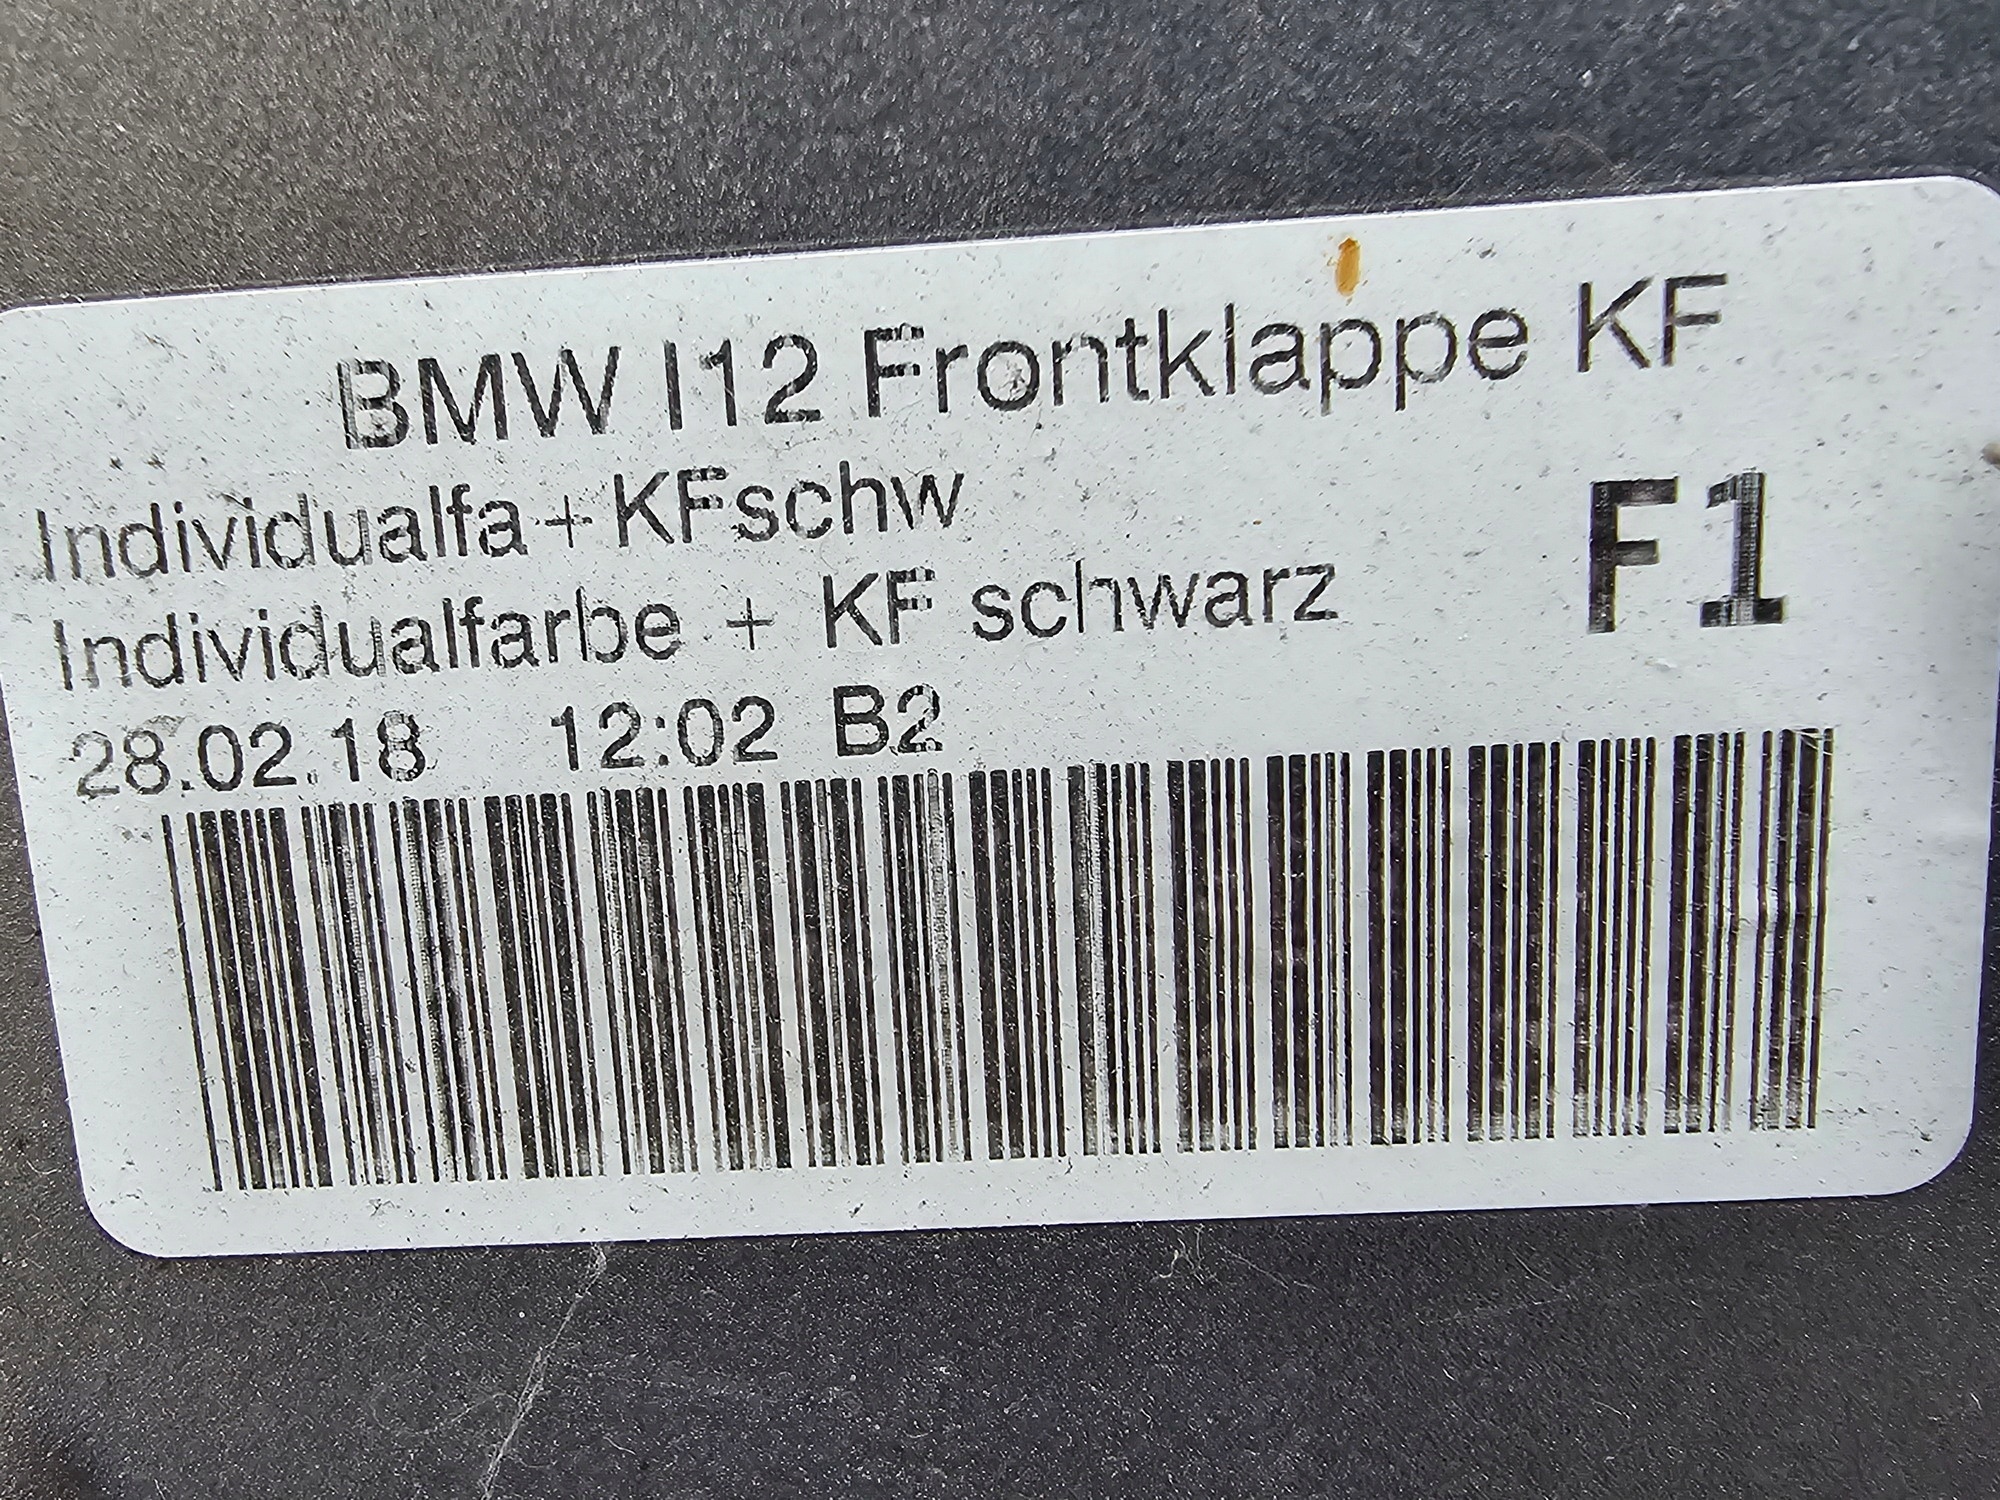 BMW I12 Frontklappe KF
Individualfa + KFschw
F1
Individualfarbe + KF schwarz
28.02.18 12:02 B2